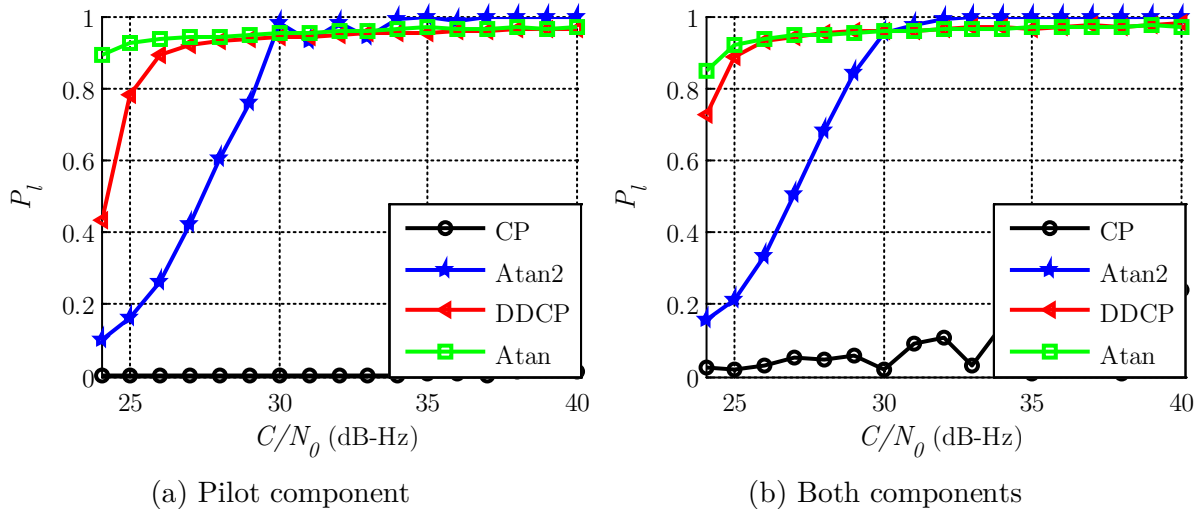 1
0.8
0.6
0.4
0.2
0
P_l
25
30
35
40
C/N_0 (dB-Hz)
CP
Atan2
DDCP
Atan
(a) Pilot component
1
0.8
0.6
0.4
0.2
0
P_l
25
30
35
40
C/N_0 (dB-Hz)
CP
Atan2
DDCP
Atan
(b) Both components